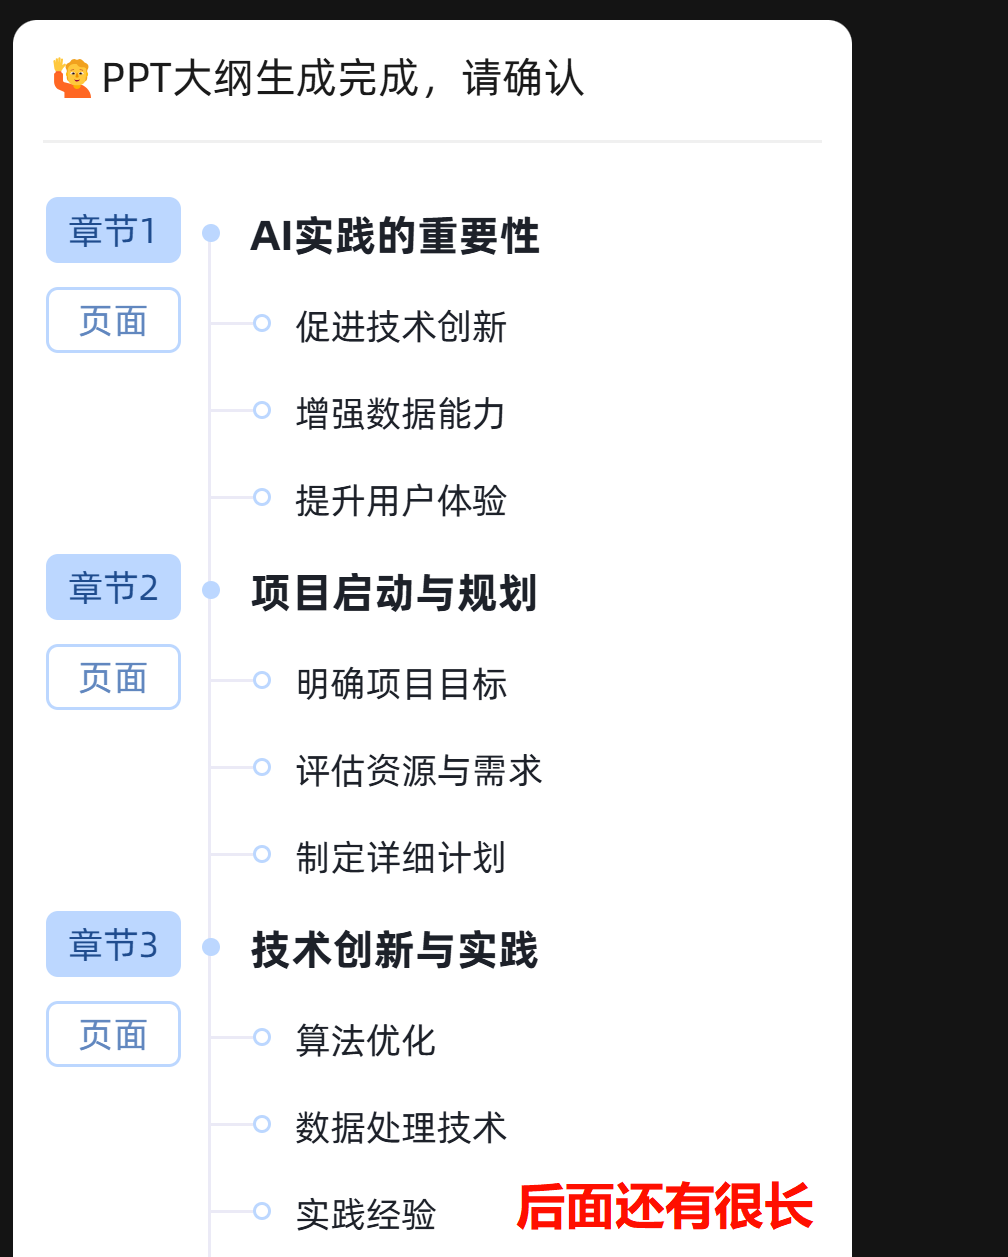 PPT大纲生成完成，请确认
章节1 AI实践的重要性
页面 促进技术创新
增强数据能力
提升用户体验
章节2 项目启动与规划
页面 明确项目目标
评估资源与需求
制定详细计划
章节3 技术创新与实践
页面 算法优化
数据处理技术
实践经验 后面还有很长